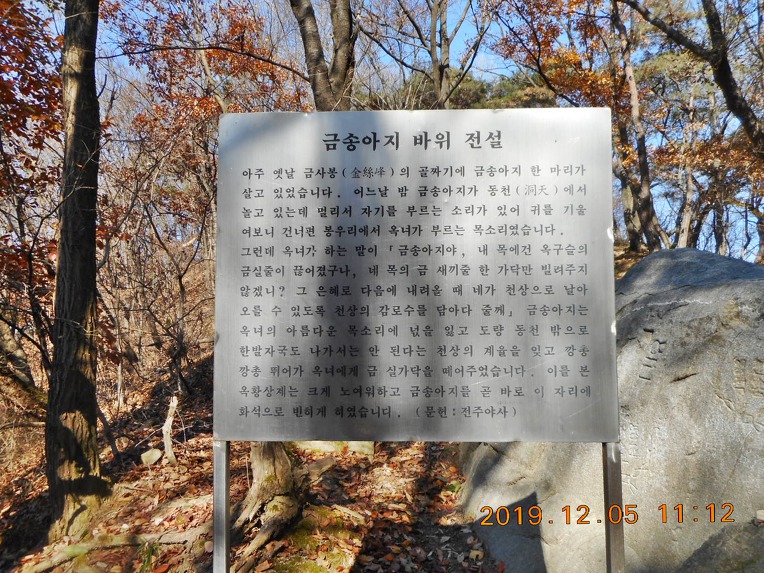 금송아지 바위 전설
아주 옛날 금사봉(金絲峰)의 골짜기에 금송아지 한 마리가
살고 있었습니다. 어느날 밤 금송아지가 동천(洞天)에서
놀고 있는데 멀리서 자기를 부르는 소리가 있어 귀를 기울
여보니 건너편 봉우리에서 옥녀가 부르는 목소리였습니다.
그런데 옥녀가 하는 말이 「금송아지야, 내 목에건 옥구슬의
금실줄이 끊어졌구나, 네 목의 금 새끼줄 한 가닥만 빌려주지
않겠니? 그 은혜로 다음에 내려올 때 네가 천상으로 날아
오를 수 있도록 천상의 감로수를 담아다 줄께」 금송아지는
옥녀의 아름다운 목소리에 넋을 잃고 도량 동천 밖으로
한발자국도 나가서는 안 된다는 천상의 계율을 잊고 깡충
깡충 뛰어가 옥녀에게 금 실가닥을 떼어주었습니다. 이를 본
옥황상제는 크게 노여워하고 금송아지를 곧 바로 이 자리에
화석으로 변하게 하였습니다. (문헌:전주야사)
2019.12.05 11:12